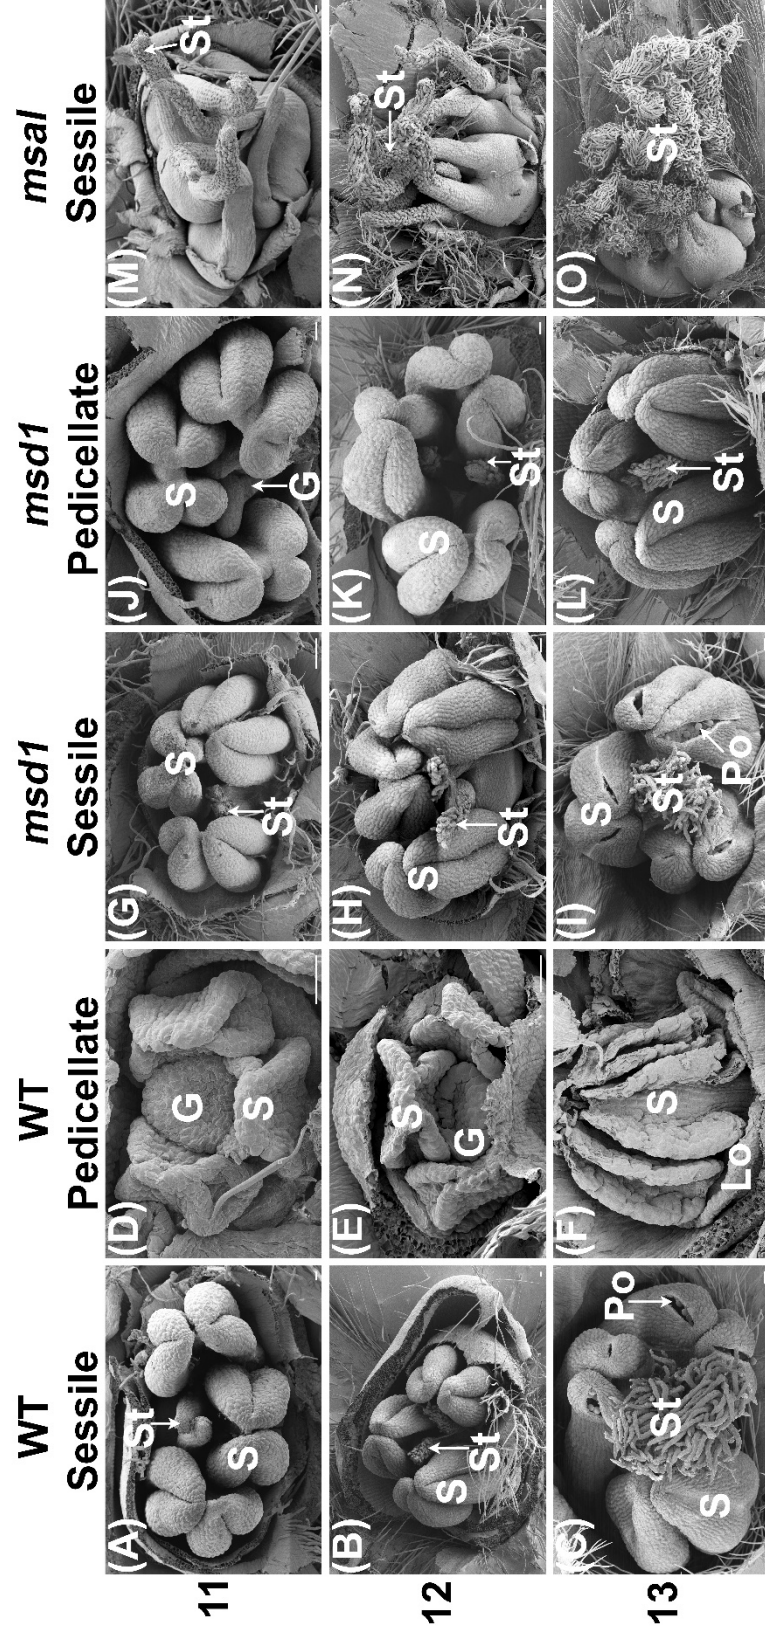 WT
Sessile
WT
Pedicellate
msd1
Sessile
msd1
Pedicellate
msal
Sessile
11
(A) St S
(D) G S
(G) S St
(J) S G
(M) St
12
(B) S St
(E) S G
(H) S St
(K) S St
(N) St
13
(C) S St Po
(F) S Lo
(I) S St Po
(L) S St
(O) St